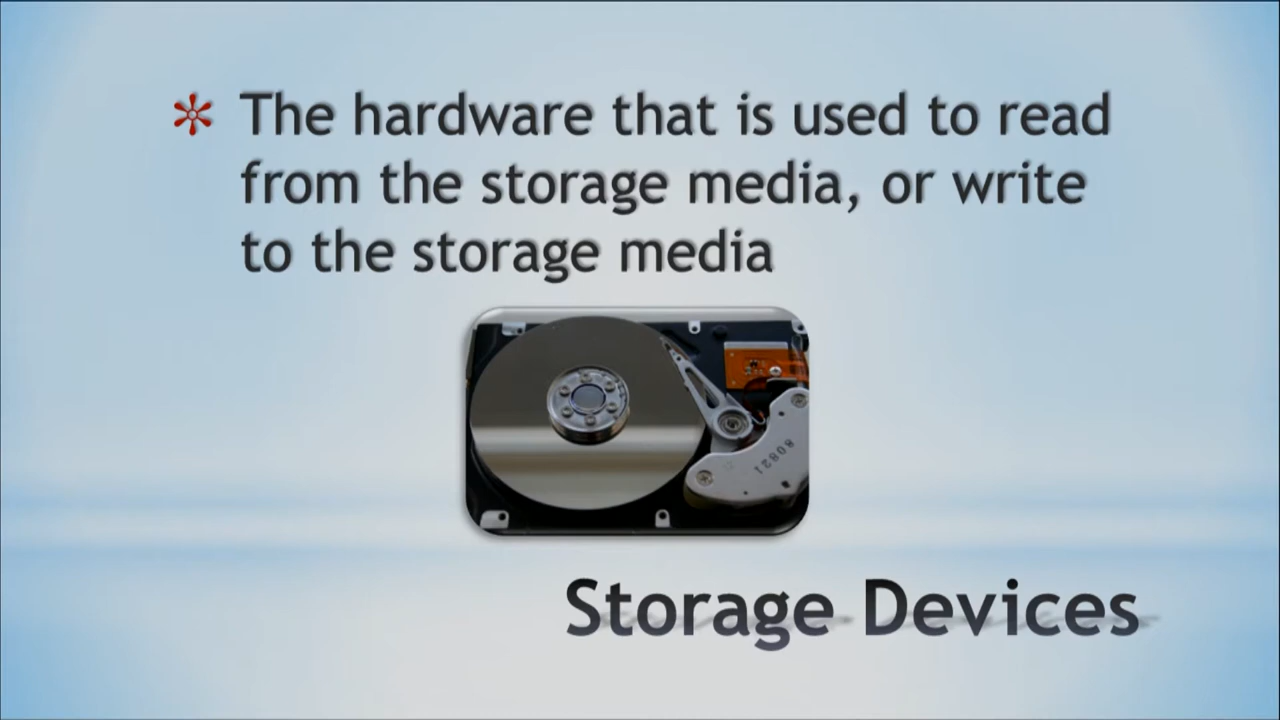 * The hardware that is used to read
from the storage media, or write
to the storage media
80821
Storage Devices